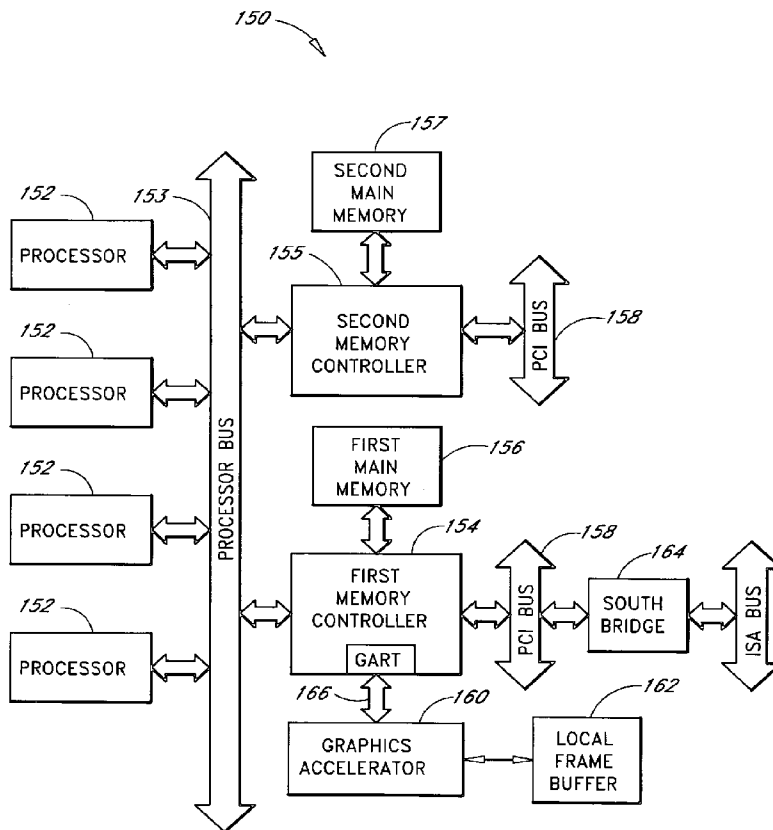 150
157
SECOND
MAIN
MEMORY
152
153
PROCESSOR
155
SECOND
MEMORY
CONTROLLER
PCI BUS
158
152
PROCESSOR
PROCESSOR BUS
FIRST
MAIN
MEMORY
156
152
PROCESSOR
154
FIRST
MEMORY
CONTROLLER
GART
158
PCI BUS
164
SOUTH
BRIDGE
ISA BUS
152
PROCESSOR
166
160
GRAPHICS
ACCELERATOR
162
LOCAL
FRAME
BUFFER